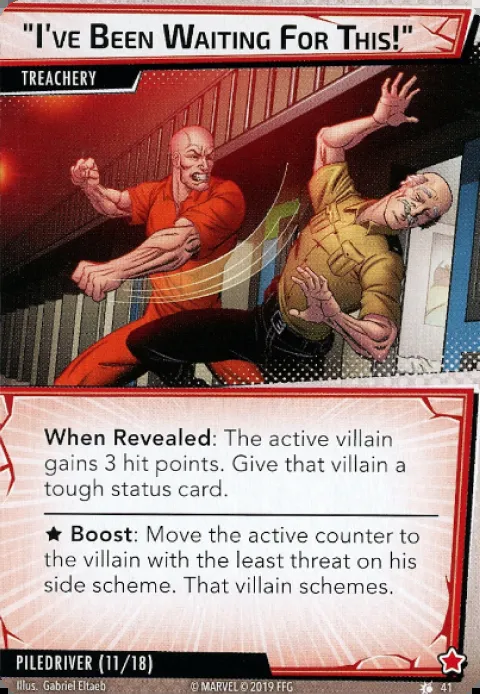 "I've Been Waiting For This!"
TREACHERY
When Revealed: The active villain
gains 3 hit points. Give that villain a
tough status card.
★ Boost: Move the active counter to
the villain with the least threat on his
side scheme. That villain schemes.
PILEDRIVER (11/18)
Illus. Gabriel Eltaeb © MARVEL © 2019 FFG 41